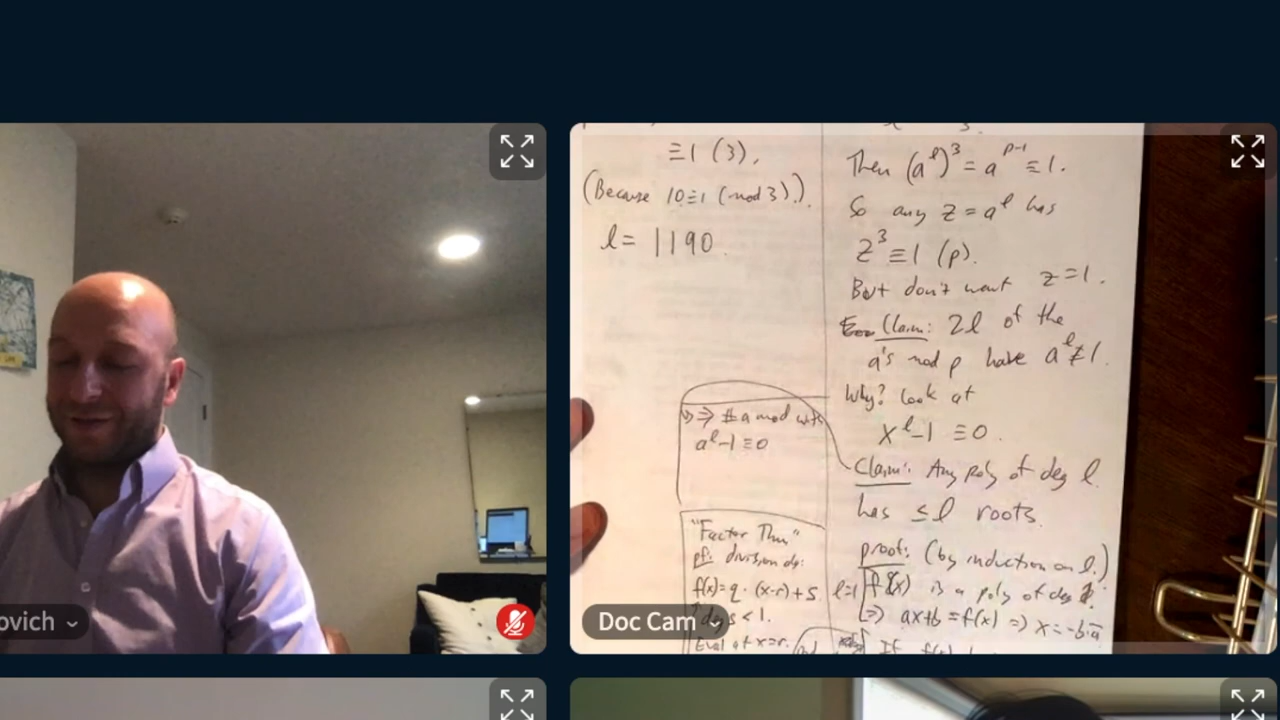 ≡1 (3).
(Because 10≡1 (mod 3).)
l = 1190
⇒ # a mod with
a^l-1≡0
"Factor Thm"
pf: division alg:
f(x)=q·(x-r)+s.
deg s < 1.
Eval at x=r.
3.
Then (a^l)^3 = a^{p-1} ≡ 1.
So any z=a^l has
z^3 ≡ 1 (p).
But don't want z=1.
Claim: 2l of the
a's mod p have a^l≢1.
Why? Look at
x^l-1 ≡0.
Claim: Any poly of deg l
has ≤l roots.
proof: (by induction on l.)
l=1 f(x) is a poly of deg 1.
⇒ ax+b = f(x) ⇒ x=-b·ā
If
ovich
Doc Cam